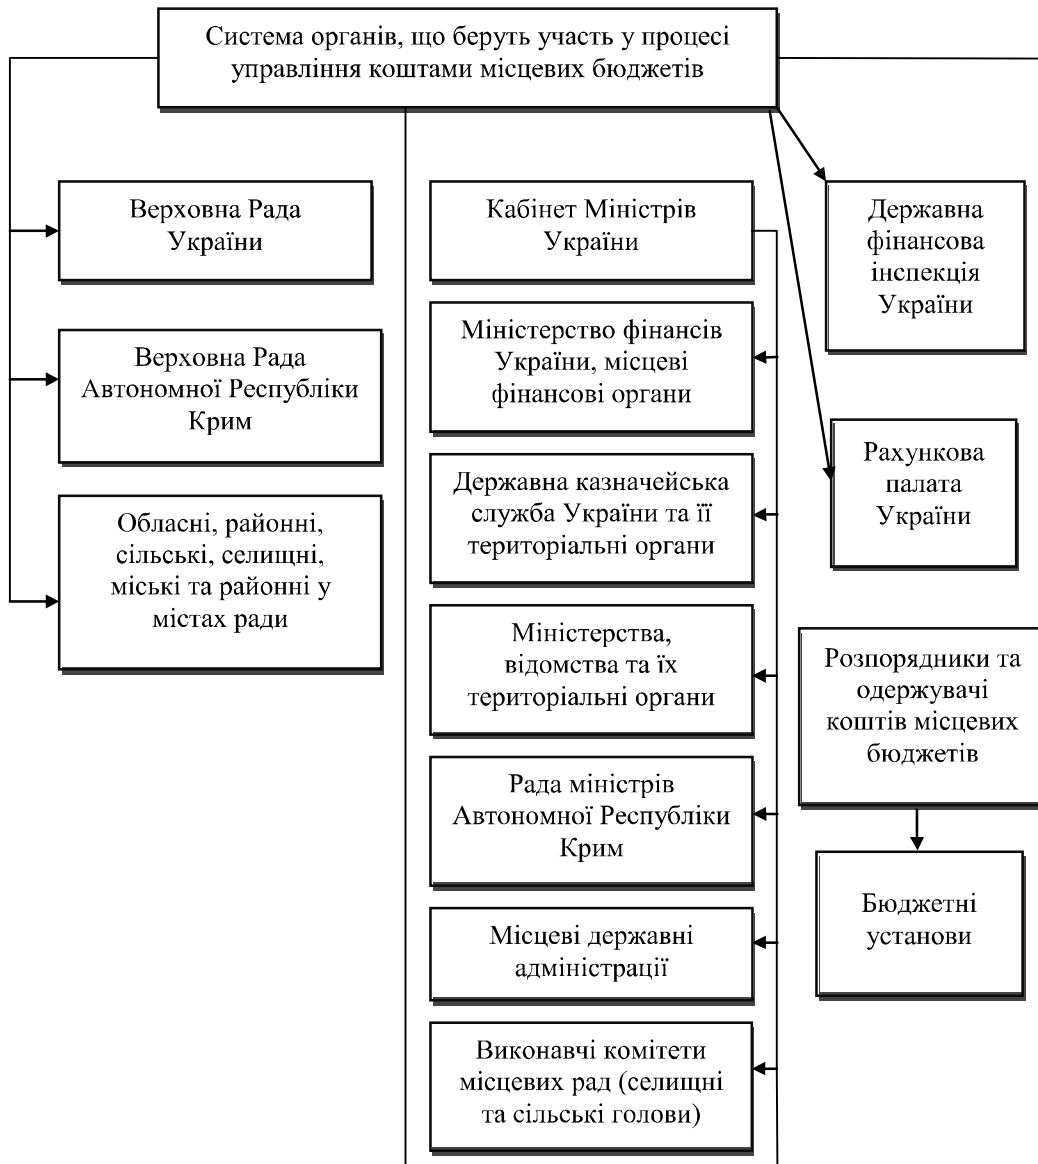 Система органів, що беруть участь у процесі
управління коштами місцевих бюджетів
Верховна Рада
України
Верховна Рада
Автономної Республіки
Крим
Обласні, районні,
сільські, селищні,
міські та районні у
містах ради
Кабінет Міністрів
України
Міністерство фінансів
України, місцеві
фінансові органи
Державна казначейська
служба України та її
територіальні органи
Міністерства,
відомства та їх
територіальні органи
Рада міністрів
Автономної Республіки
Крим
Місцеві державні
адміністрації
Виконавчі комітети
місцевих рад (селищні
та сільські голови)
Державна
фінансова
інспекція
України
Рахункова
палата
України
Розпорядники та
одержувачі
коштів місцевих
бюджетів
Бюджетні
установи